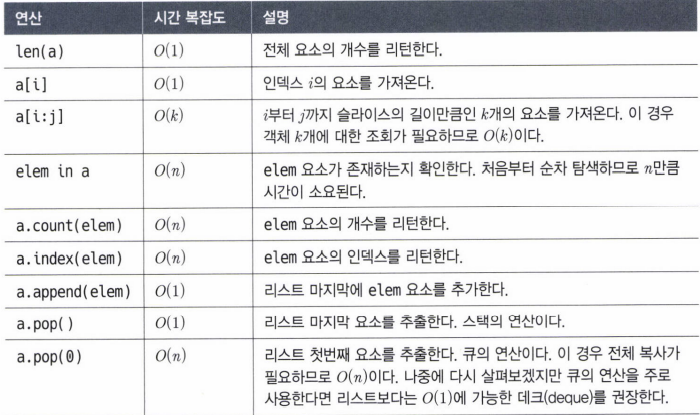 연산 시간 복잡도 설명
len(a) O(1) 전체 요소의 개수를 리턴한다.
a[i] O(1) 인덱스 i의 요소를 가져온다.
a[i:j] O(k) i부터 j까지 슬라이스의 길이만큼인 k개의 요소를 가져온다. 이 경우
객체 k개에 대한 조회가 필요하므로 O(k)이다.
elem in a O(n) elem 요소가 존재하는지 확인한다. 처음부터 순차 탐색하므로 n만큼
시간이 소요된다.
a.count(elem) O(n) elem 요소의 개수를 리턴한다.
a.index(elem) O(n) elem 요소의 인덱스를 리턴한다.
a.append(elem) O(1) 리스트 마지막에 elem 요소를 추가한다.
a.pop() O(1) 리스트 마지막 요소를 추출한다. 스택의 연산이다.
a.pop(0) O(n) 리스트 첫번째 요소를 추출한다. 큐의 연산이다. 이 경우 전체 복사가
필요하므로 O(n)이다. 나중에 다시 살펴보겠지만 큐의 연산을 주로
사용한다면 리스트보다는 O(1)에 가능한 데크(deque)를 권장한다.